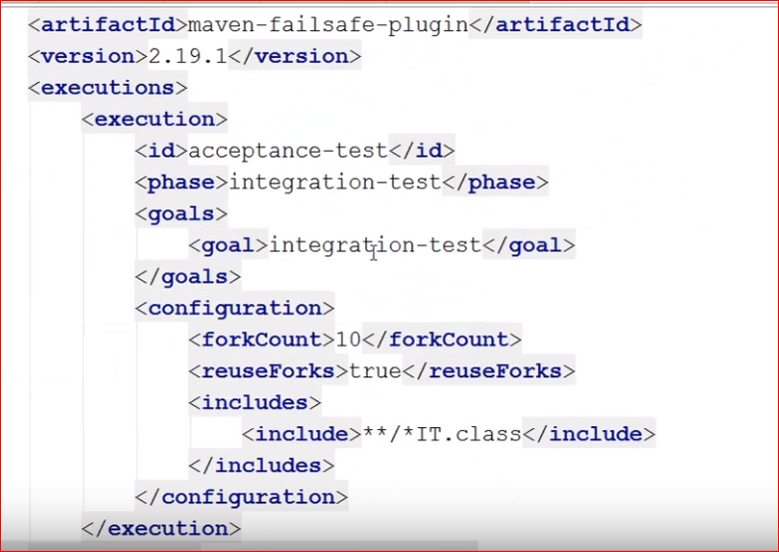 <artifactId>maven-failsafe-plugin</artifactId>
<version>2.19.1</version>
<executions>
<execution>
<id>acceptance-test</id>
<phase>integration-test</phase>
<goals>
<goal>integration-test</goal>
</goals>
<configuration>
<forkCount>10</forkCount>
<reuseForks>true</reuseForks>
<includes>
<include>**/*IT.class</include>
</includes>
</configuration>
</execution>